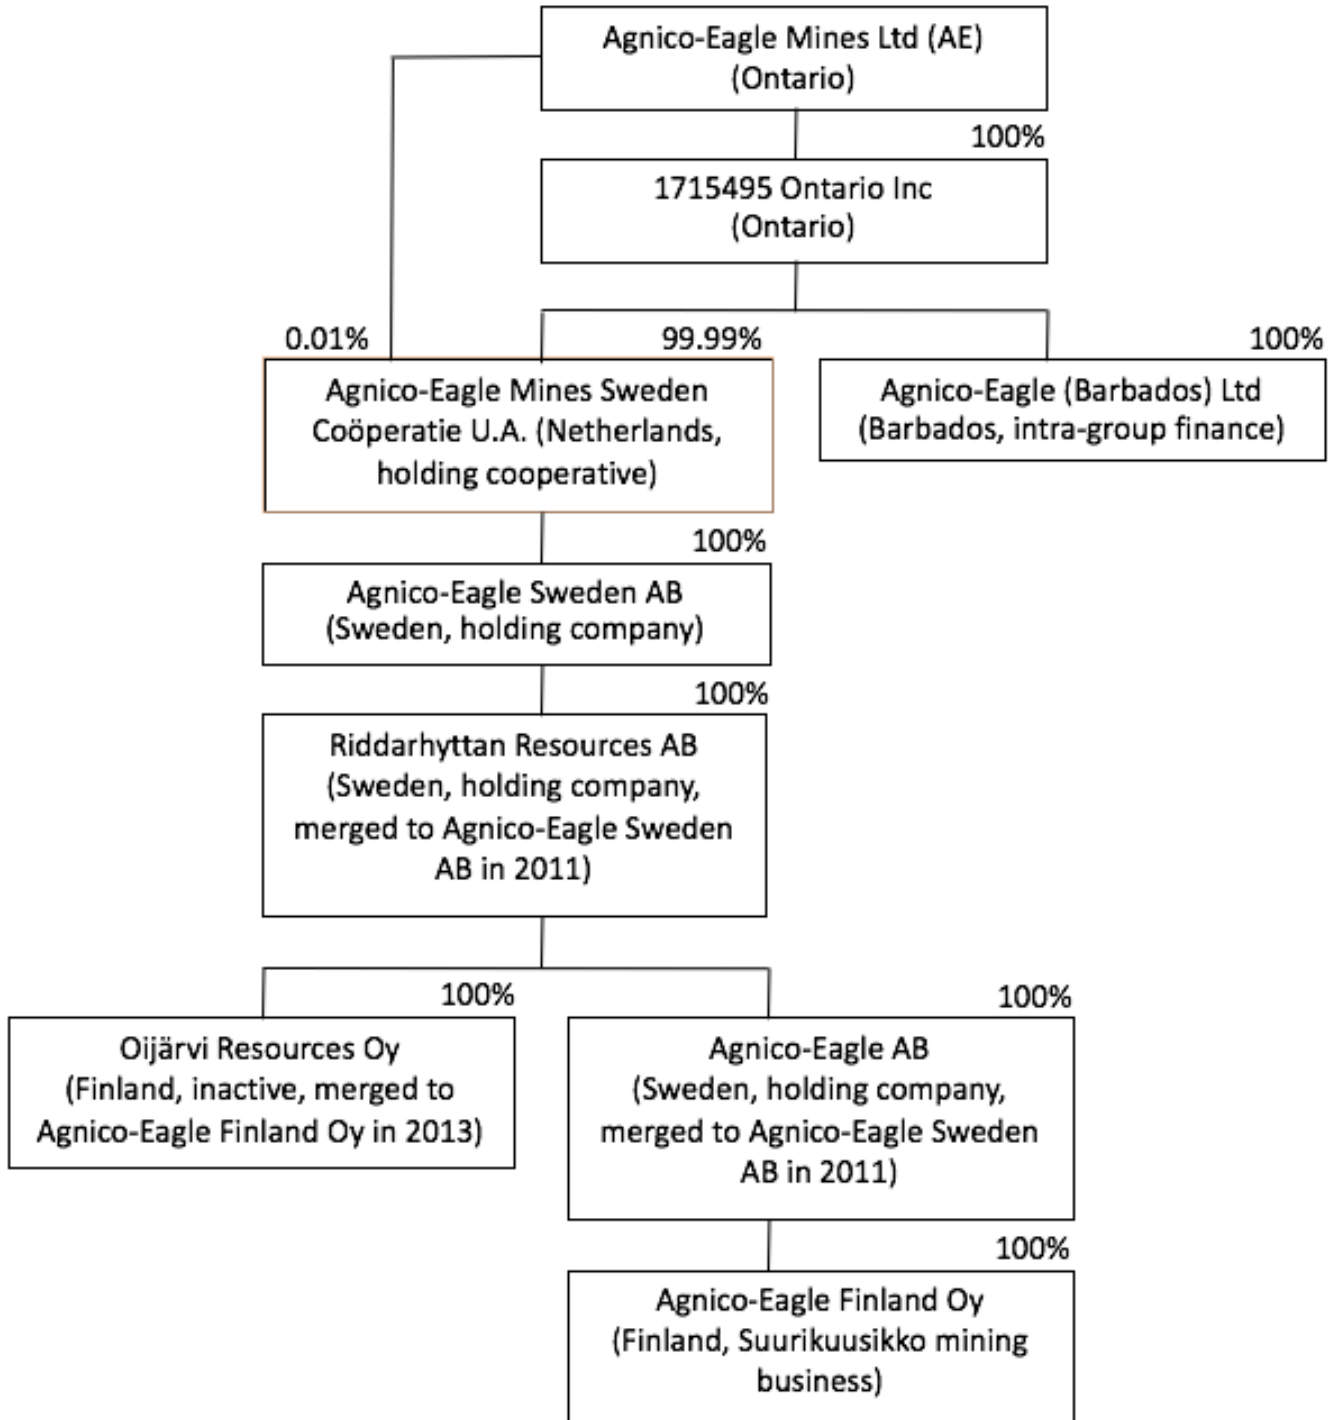 Agnico-Eagle Mines Ltd (AE)
(Ontario)
100%
1715495 Ontario Inc
(Ontario)
0.01%
99.99%
100%
Agnico-Eagle Mines Sweden
Coöperatie U.A. (Netherlands,
holding cooperative)
Agnico-Eagle (Barbados) Ltd
(Barbados, intra-group finance)
100%
Agnico-Eagle Sweden AB
(Sweden, holding company)
100%
Riddarhyttan Resources AB
(Sweden, holding company,
merged to Agnico-Eagle Sweden
AB in 2011)
100%
100%
Oijärvi Resources Oy
(Finland, inactive, merged to
Agnico-Eagle Finland Oy in 2013)
Agnico-Eagle AB
(Sweden, holding company,
merged to Agnico-Eagle Sweden
AB in 2011)
100%
Agnico-Eagle Finland Oy
(Finland, Suurikuusikko mining
business)